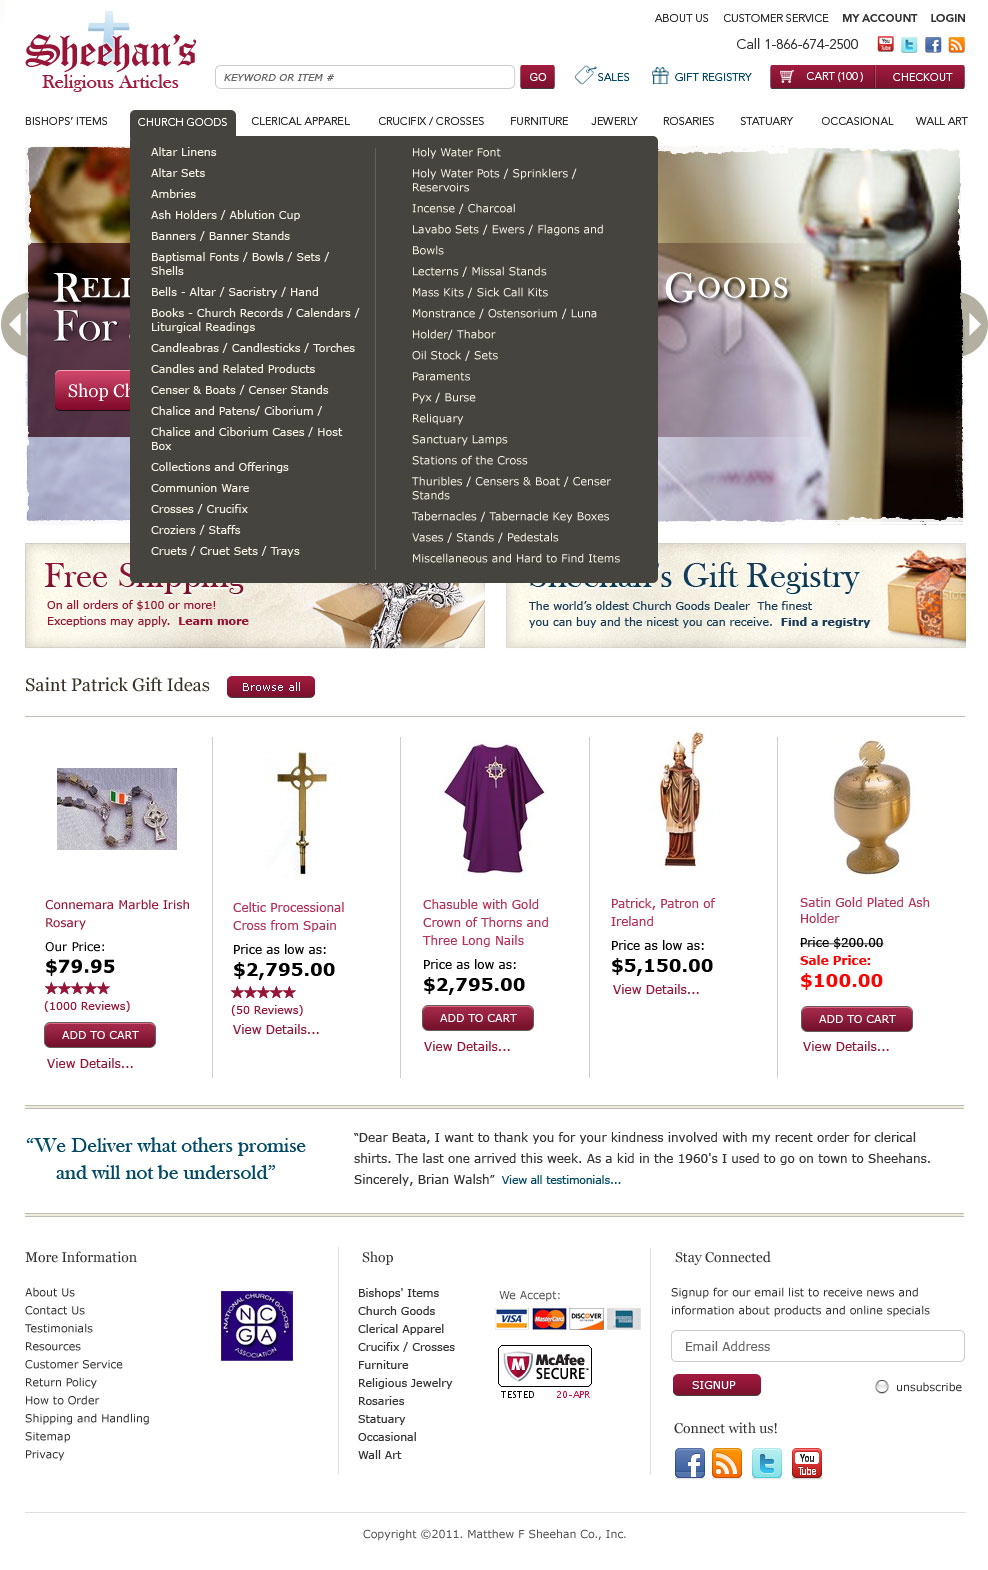 ABOUT US CUSTOMER SERVICE MY ACCOUNT LOGIN
Sheehan's
Religious Articles
Call 1-866-674-2500 You Tube
KEYWORD OR ITEM # GO SALES GIFT REGISTRY CART (100) CHECKOUT
BISHOPS' ITEMS CHURCH GOODS CLERICAL APPAREL CRUCIFIX / CROSSES FURNITURE JEWERLY ROSARIES STATUARY OCCASIONAL WALL ART
Altar Linens
Altar Sets
Ambries
Ash Holders / Ablution Cup
Banners / Banner Stands
Baptismal Fonts / Bowls / Sets /
Shells
Bells - Altar / Sacristry / Hand
Books - Church Records / Calendars /
Liturgical Readings
Candleabras / Candlesticks / Torches
Candles and Related Products
Censer & Boats / Censer Stands
Chalice and Patens/ Ciborium /
Chalice and Ciborium Cases / Host
Box
Collections and Offerings
Communion Ware
Crosses / Crucifix
Croziers / Staffs
Cruets / Cruet Sets / Trays
Holy Water Font
Holy Water Pots / Sprinklers /
Reservoirs
Incense / Charcoal
Lavabo Sets / Ewers / Flagons and
Bowls
Lecterns / Missal Stands
Mass Kits / Sick Call Kits
Monstrance / Ostensorium / Luna
Holder/ Thabor
Oil Stock / Sets
Paraments
Pyx / Burse
Reliquary
Sanctuary Lamps
Stations of the Cross
Thuribles / Censers & Boat / Censer
Stands
Tabernacles / Tabernacle Key Boxes
Vases / Stands / Pedestals
Miscellaneous and Hard to Find Items
Goods
For
Shop
Free Shipping
On all orders of $100 or more!
Exceptions may apply. Learn more
Sheehan's Gift Registry
The world's oldest Church Goods Dealer The finest
you can buy and the nicest you can receive. Find a registry
Saint Patrick Gift Ideas Browse all
Connemara Marble Irish
Rosary
Our Price:
$79.95
(1000 Reviews)
ADD TO CART
View Details...
Celtic Processional
Cross from Spain
Price as low as:
$2,795.00
(50 Reviews)
View Details...
Chasuble with Gold
Crown of Thorns and
Three Long Nails
Price as low as:
$2,795.00
ADD TO CART
View Details...
Patrick, Patron of
Ireland
Price as low as:
$5,150.00
View Details...
Satin Gold Plated Ash
Holder
Price $200.00
Sale Price:
$100.00
ADD TO CART
View Details...
“We Deliver what others promise
and will not be undersold”
“Dear Beata, I want to thank you for your kindness involved with my recent order for clerical
shirts. The last one arrived this week. As a kid in the 1960's I used to go on town to Sheehans.
Sincerely, Brian Walsh” View all testimonials...
More Information
About Us
Contact Us
Testimonials
Resources
Customer Service
Return Policy
How to Order
Shipping and Handling
Sitemap
Privacy
NATIONAL CHURCH GOODS
NCGA
ASSOCIATION
Shop
Bishops' Items
Church Goods
Clerical Apparel
Crucifix / Crosses
Furniture
Religious Jewelry
Rosaries
Statuary
Occasional
Wall Art
We Accept:
VISA MasterCard DISCOVER
McAfee
SECURE
TESTED 20-APR
Stay Connected
Signup for our email list to receive news and
information about products and online specials
Email Address
SIGNUP unsubscribe
Connect with us!
You Tube
Copyright ©2011. Matthew F Sheehan Co., Inc.